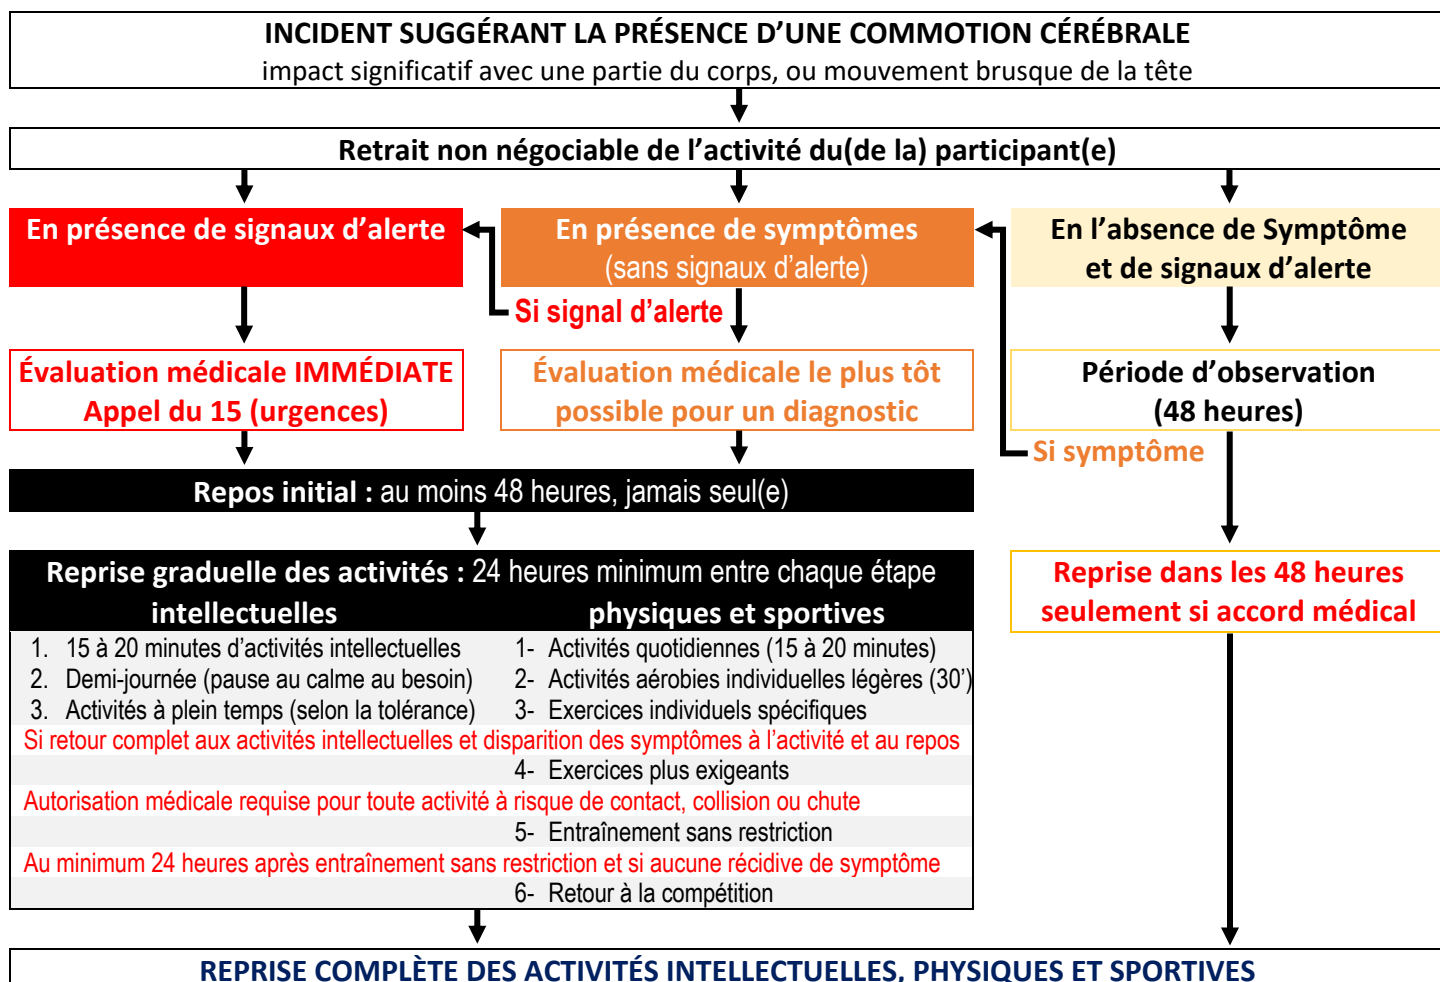 INCIDENT SUGGÉRANT LA PRÉSENCE D’UNE COMMOTION CÉRÉBRALE
impact significatif avec une partie du corps, ou mouvement brusque de la tête
Retrait non négociable de l’activité du(de la) participant(e)
En présence de signaux d’alerte
En présence de symptômes
(sans signaux d’alerte)
En l’absence de Symptôme
et de signaux d’alerte
Si signal d’alerte
Évaluation médicale IMMÉDIATE
Appel du 15 (urgences)
Évaluation médicale le plus tôt
possible pour un diagnostic
Période d’observation
(48 heures)
Si symptôme
Repos initial : au moins 48 heures, jamais seul(e)
Reprise graduelle des activités : 24 heures minimum entre chaque étape
intellectuelles
physiques et sportives
1. 15 à 20 minutes d’activités intellectuelles
2. Demi-journée (pause au calme au besoin)
3. Activités à plein temps (selon la tolérance)
1- Activités quotidiennes (15 à 20 minutes)
2- Activités aérobies individuelles légères (30’)
3- Exercices individuels spécifiques
Si retour complet aux activités intellectuelles et disparition des symptômes à l’activité et au repos
4- Exercices plus exigeants
Autorisation médicale requise pour toute activité à risque de contact, collision ou chute
5- Entraînement sans restriction
Au minimum 24 heures après entraînement sans restriction et si aucune récidive de symptôme
6- Retour à la compétition
Reprise dans les 48 heures
seulement si accord médical
REPRISE COMPLÈTE DES ACTIVITÉS INTELLECTUELLES, PHYSIQUES ET SPORTIVES